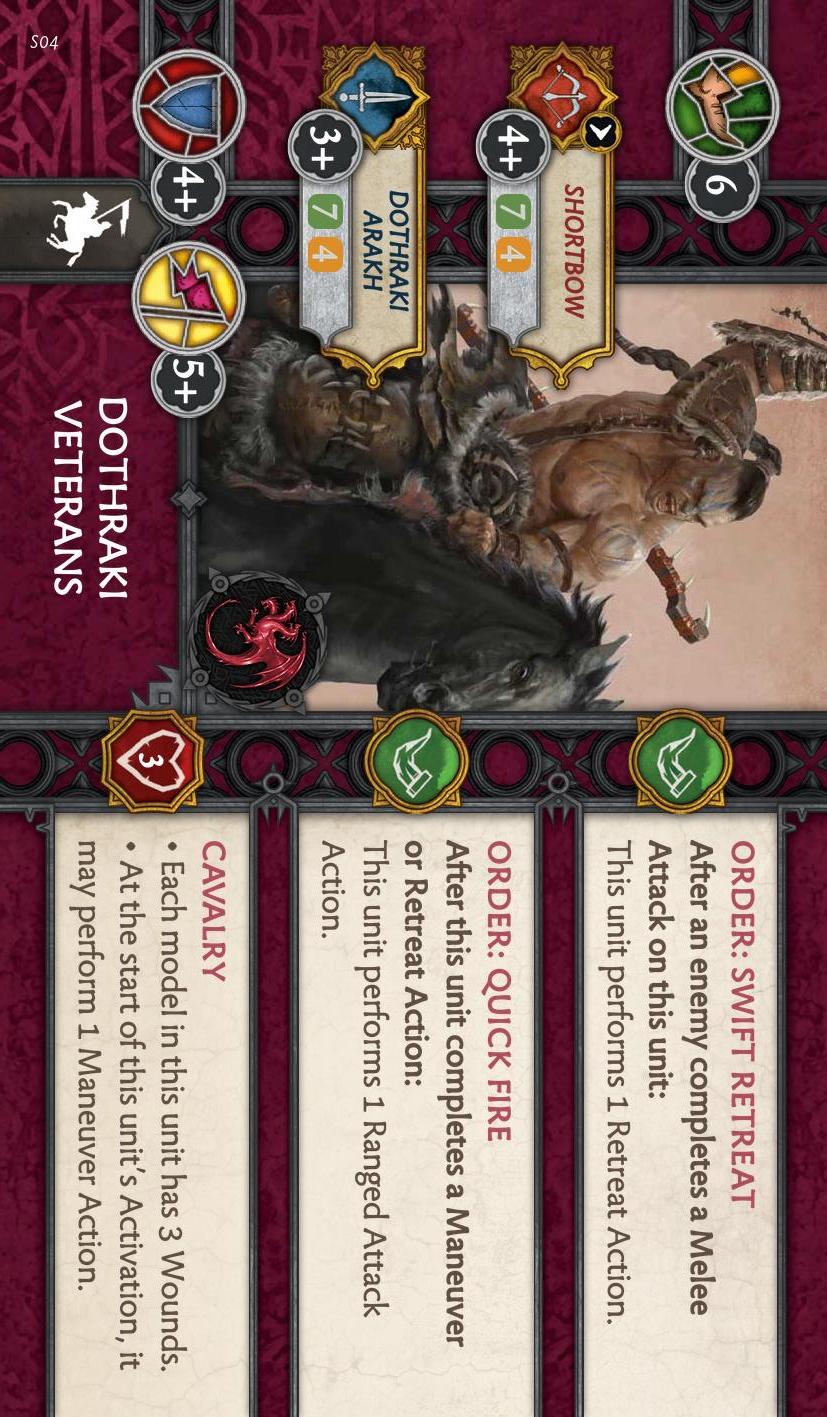 6
SHORTBOW
4+
7 4
DOTHRAKI
ARAKH
3+
7 4
4+
5+
S04
DOTHRAKI
VETERANS
ORDER: SWIFT RETREAT
After an enemy completes a Melee
Attack on this unit:
This unit performs 1 Retreat Action.
ORDER: QUICK FIRE
After this unit completes a Maneuver
or Retreat Action:
This unit performs 1 Ranged Attack
Action.
3
CAVALRY
• Each model in this unit has 3 Wounds.
• At the start of this unit's Activation, it
may perform 1 Maneuver Action.